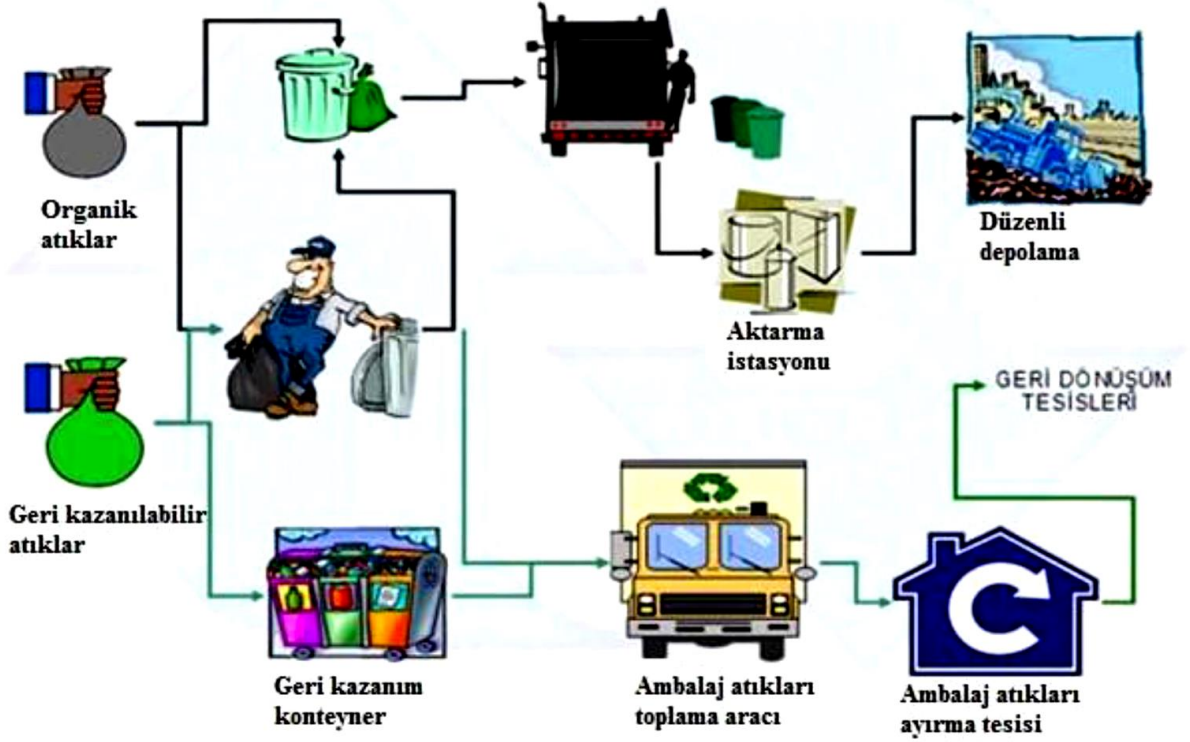 Organik
atıklar
Düzenli
depolama
Aktarma
istasyonu
GERİ DÖNÜŞÜM
TESİSLERİ
Geri kazanılabilir
atıklar
Geri kazanım
konteyner
Ambalaj atıkları
toplama aracı
Ambalaj atıkları
ayırma tesisi